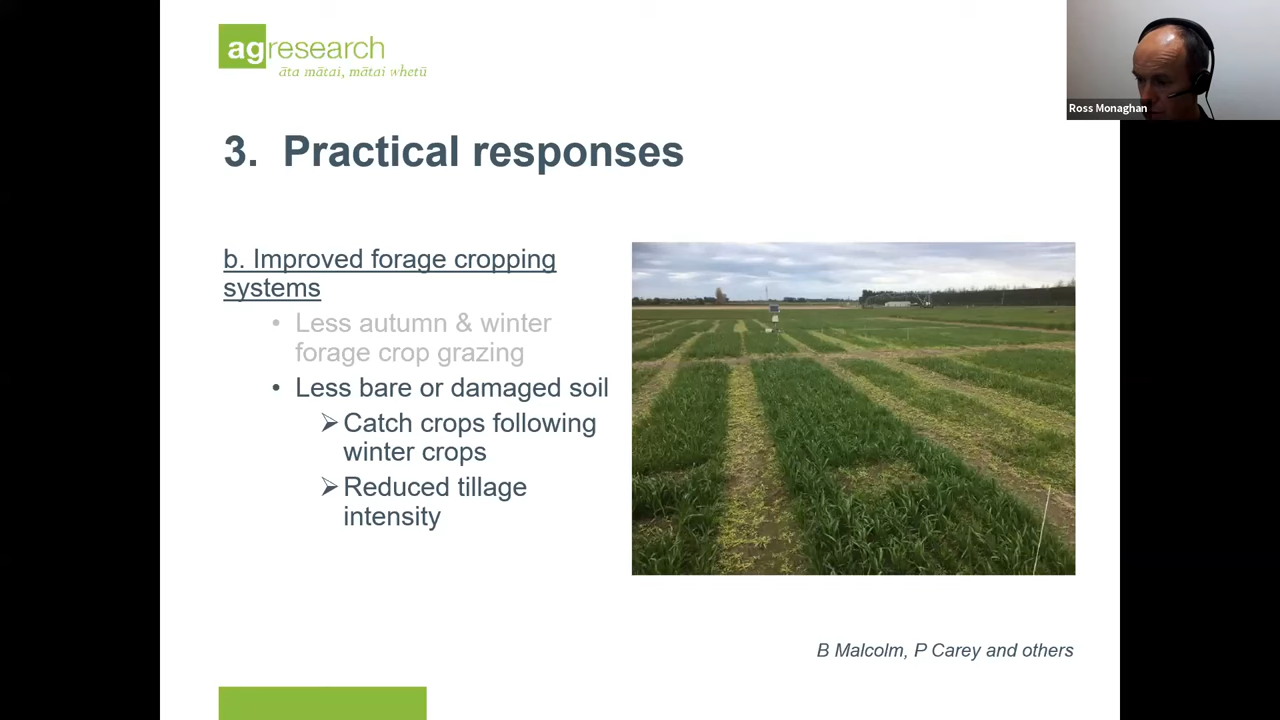 agresearch
āta mātai, mātai whetū
Ross Monaghan
3. Practical responses
b. Improved forage cropping
systems
• Less autumn & winter
forage crop grazing
• Less bare or damaged soil
➢ Catch crops following
winter crops
➢ Reduced tillage
intensity
B Malcolm, P Carey and others